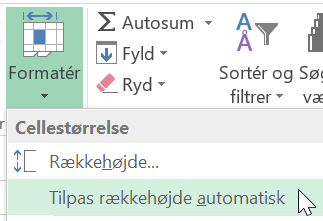 Formatér
Autosum
Fyld
Ryd
Sortér og
filtrer
Cellestørrelse
Rækkehøjde...
Tilpas rækkehøjde automatisk